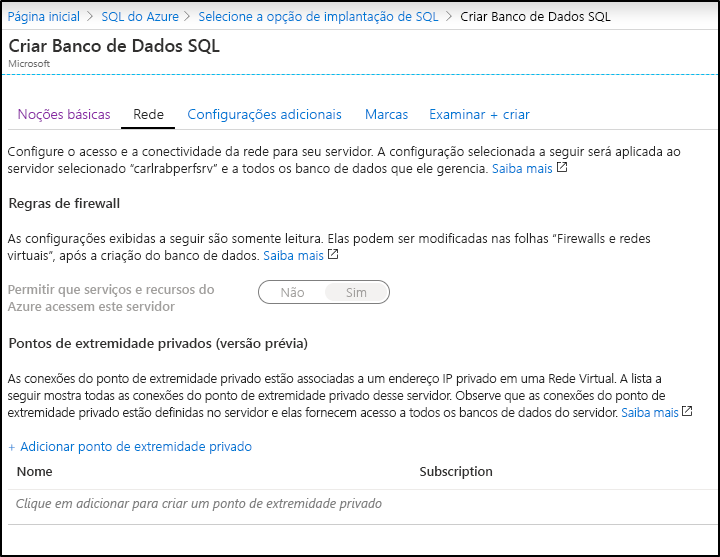 Página inicial > SQL do Azure > Selecione a opção de implantação de SQL > Criar Banco de Dados SQL
Criar Banco de Dados SQL
Microsoft
Noções básicas Rede Configurações adicionais Marcas Examinar + criar
Configure o acesso e a conectividade da rede para seu servidor. A configuração selecionada a seguir será aplicada ao
servidor selecionado “carlrabperfsrv” e a todos os banco de dados que ele gerencia. Saiba mais
Regras de firewall
As configurações exibidas a seguir são somente leitura. Elas podem ser modificadas nas folhas “Firewalls e redes
virtuais”, após a criação do banco de dados. Saiba mais
Permitir que serviços e recursos do
Azure acessem este servidor
Não Sim
Pontos de extremidade privados (versão prévia)
As conexões do ponto de extremidade privado estão associadas a um endereço IP privado em uma Rede Virtual. A lista a
seguir mostra todas as conexões do ponto de extremidade privado desse servidor. Observe que as conexões do ponto de
extremidade privado estão definidas no servidor e elas fornecem acesso a todos os bancos de dados do servidor. Saiba mais
+ Adicionar ponto de extremidade privado
Nome Subscription
Clique em adicionar para criar um ponto de extremidade privado